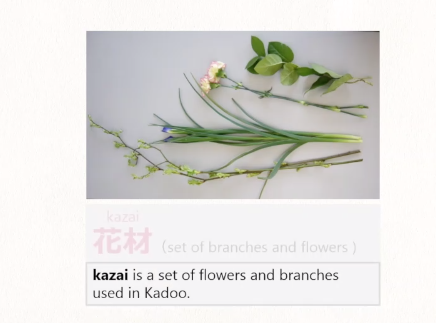 kazai
花材 (set of branches and flowers )
kazai is a set of flowers and branches
used in Kadoo.